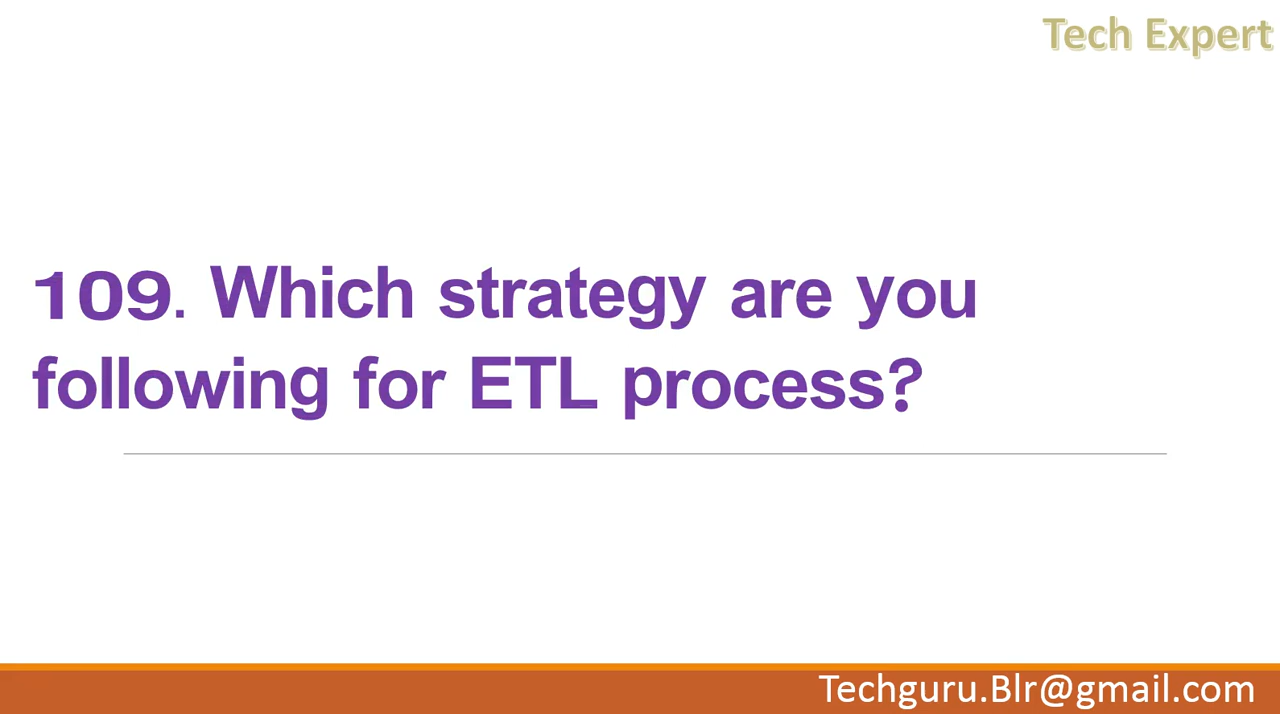 Tech Expert
109. Which strategy are you
following for ETL process?
Techguru.Blr@gmail.com